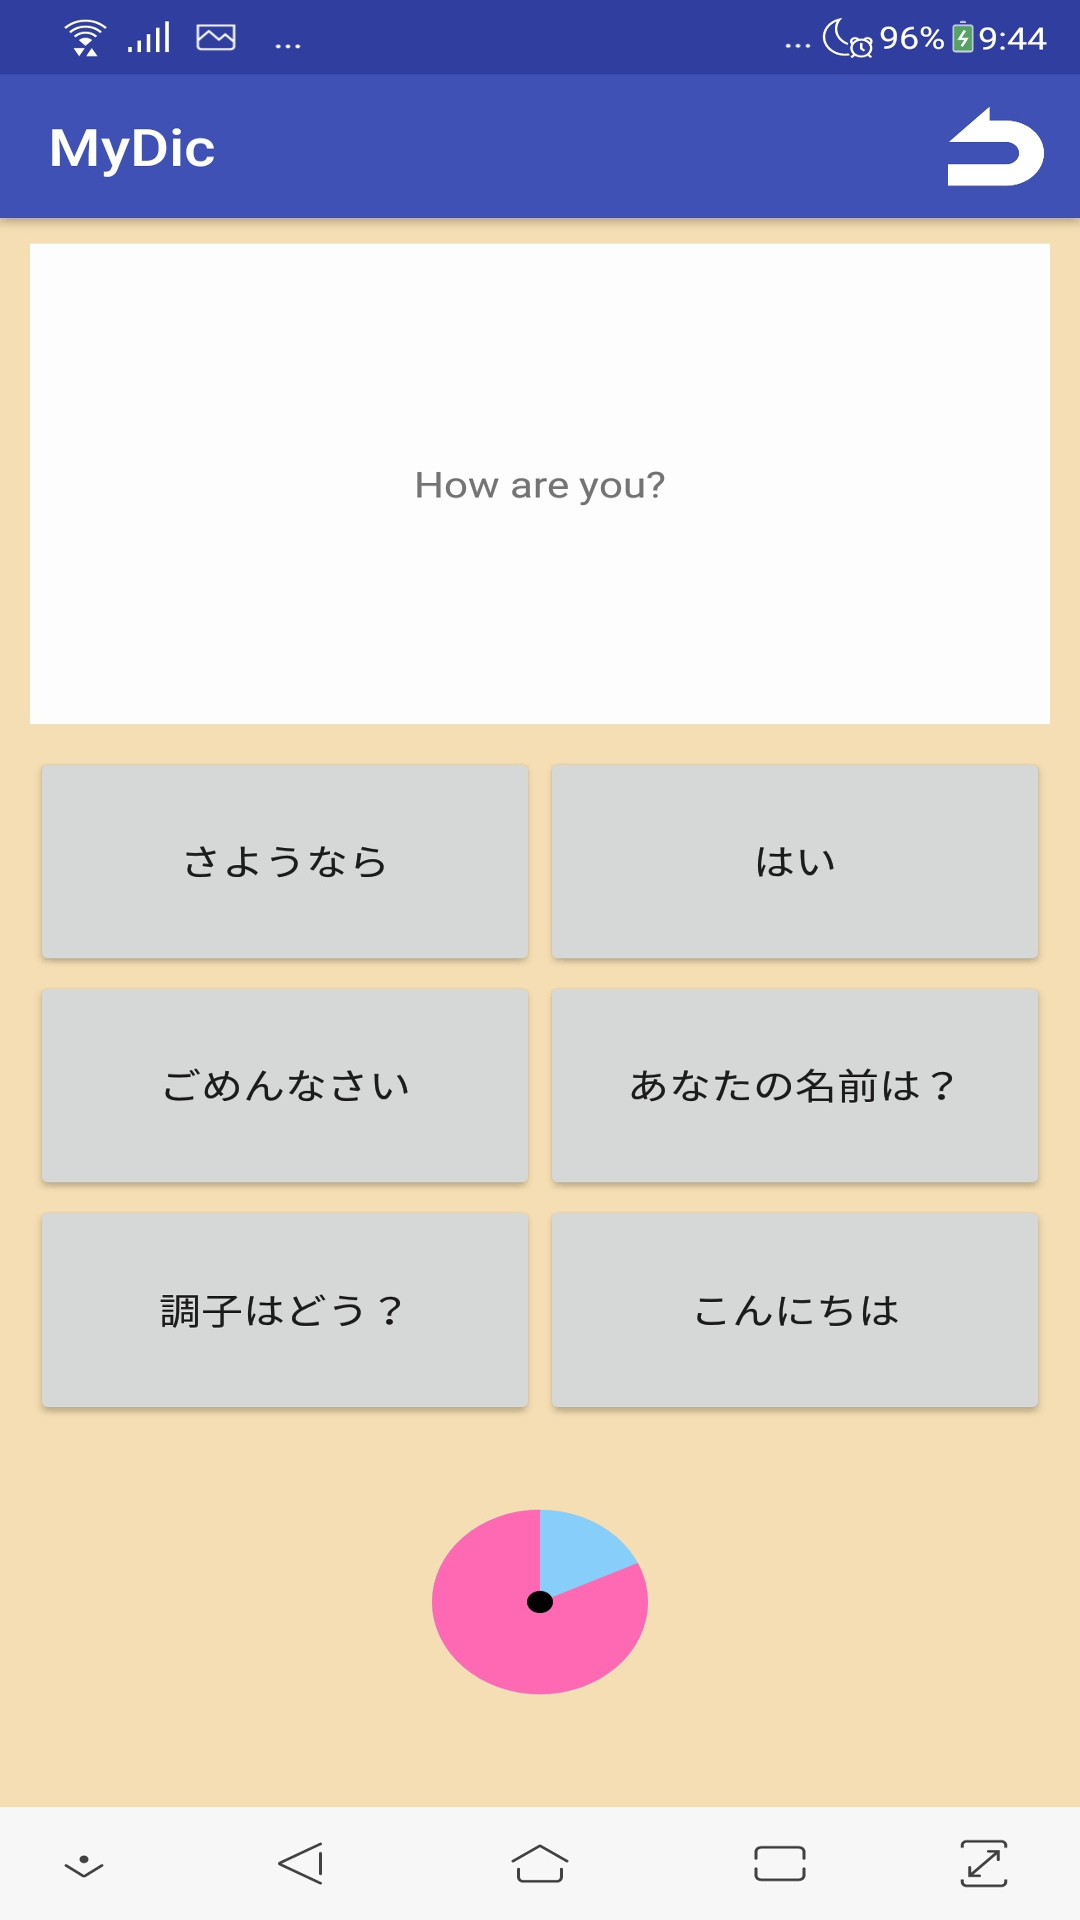 ... ... 96% 9:44
MyDic
How are you?
さようなら はい
ごめんなさい あなたの名前は？
調子はどう？ こんにちは